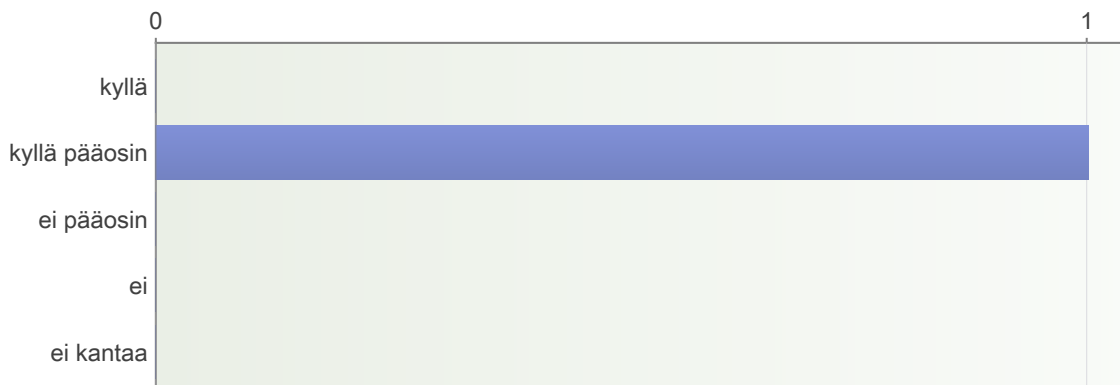 0 1
kyllä
kyllä pääosin
ei pääosin
ei
ei kantaa